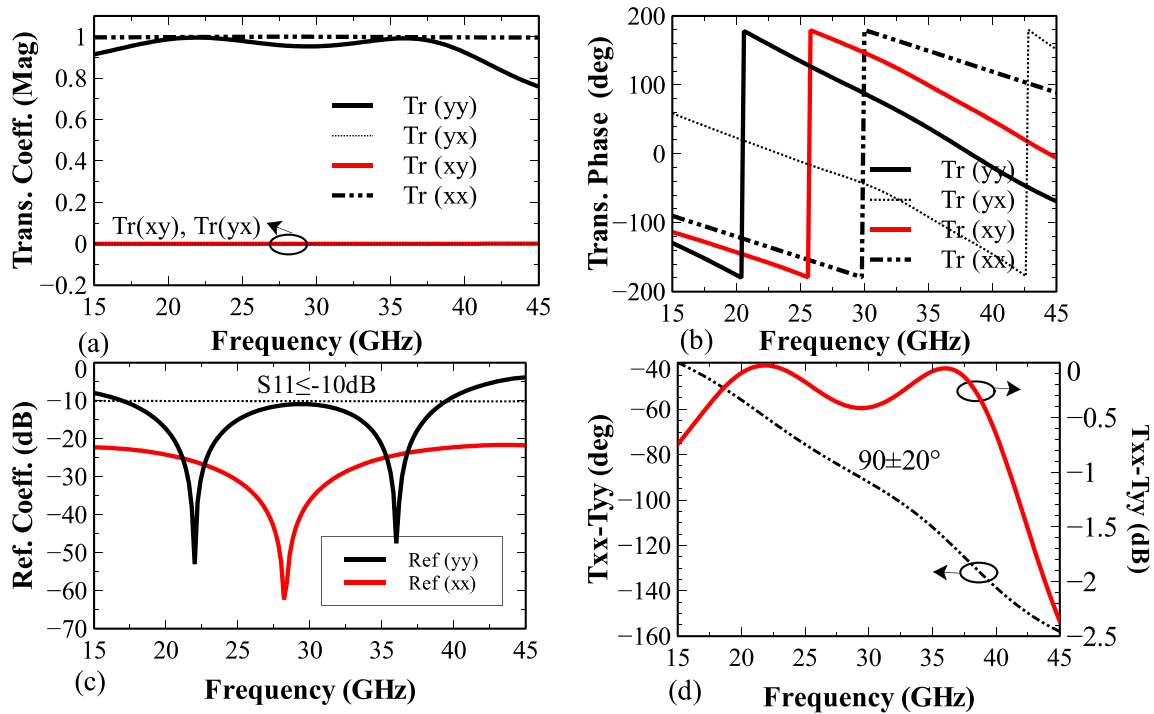 Trans. Coeff. (Mag)
1
0.8
0.6
0.4
0.2
0
−0.2
Tr (yy)
Tr (yx)
Tr (xy)
Tr (xx)
Tr(xy), Tr(yx)
15 20 25 30 35 40 45
(a)
Frequency (GHz)
Trans. Phase (deg)
200
100
0
−100
−200
Tr (yy)
Tr (yx)
Tr (xy)
Tr (xx)
15 20 25 30 35 40 45
(b)
Frequency (GHz)
Ref. Coeff. (dB)
0
−10
−20
−30
−40
−50
−60
−70
S11≤-10dB
Ref (yy)
Ref (xx)
15 20 25 30 35 40 45
(c)
Frequency (GHz)
Txx-Tyy (deg)
−40
−60
−80
−100
−120
−140
−160
90±20°
0
−0.5
−1
−1.5
−2
−2.5
Txx-Tyy (dB)
15 20 25 30 35 40 45
(d)
Frequency (GHz)